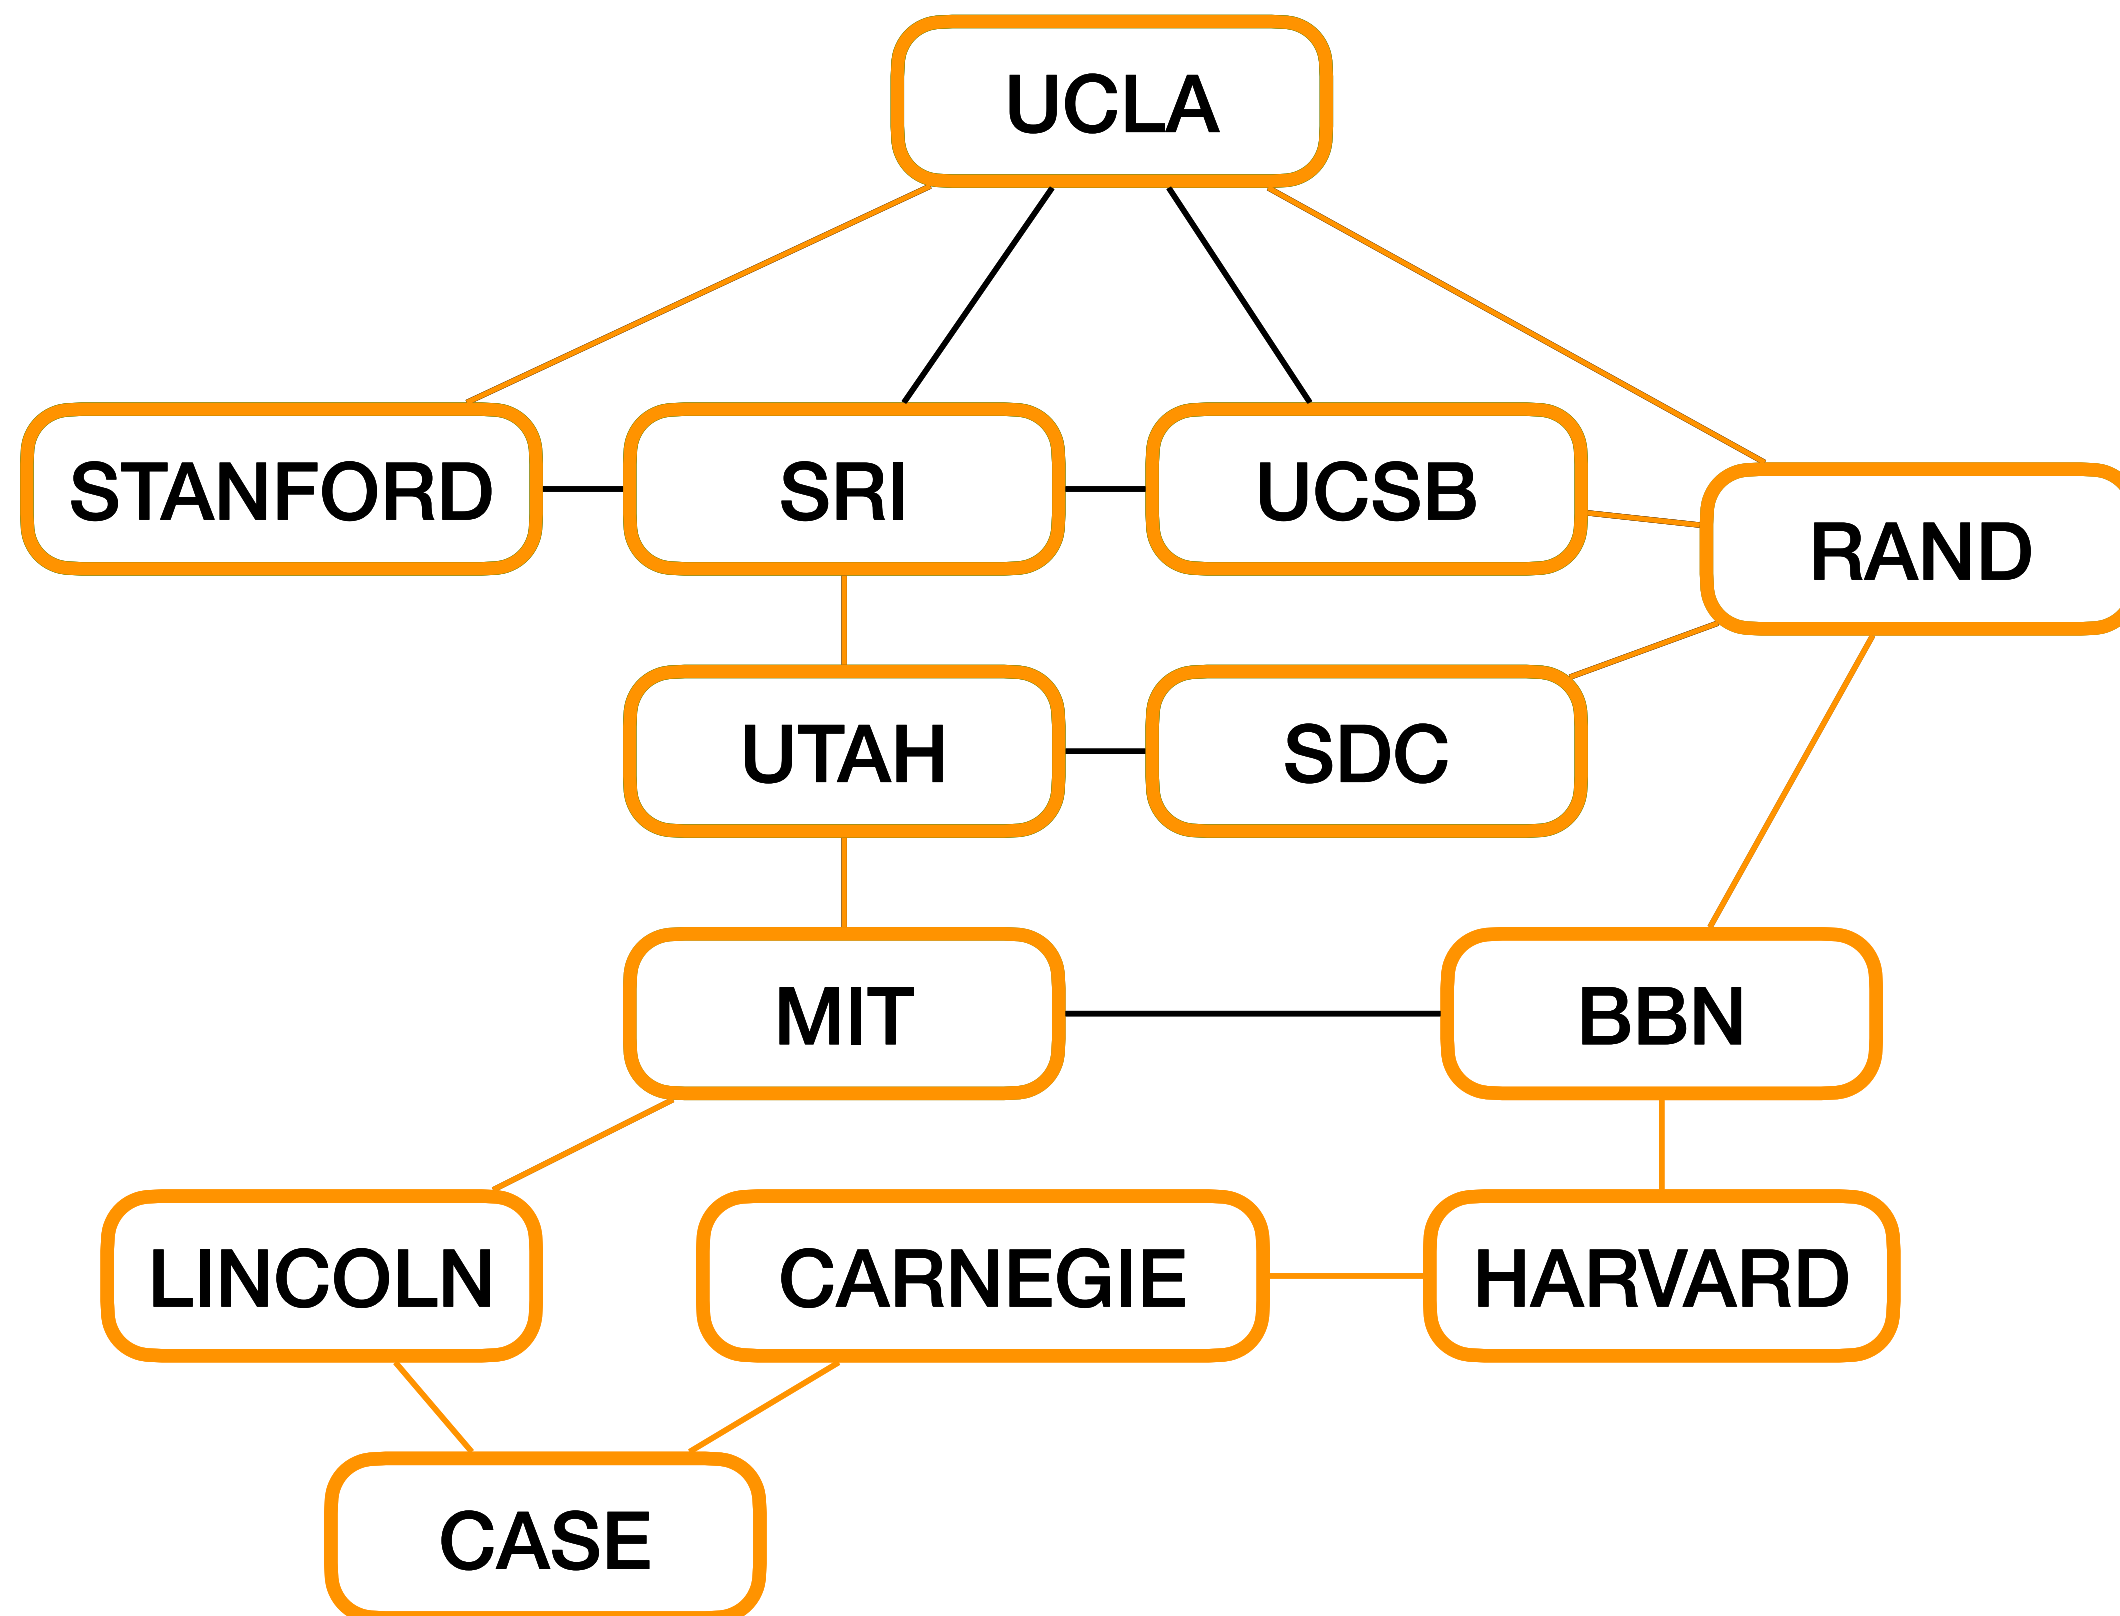 UCLA
STANFORD
SRI
UCSB
RAND
UTAH
SDC
MIT
BBN
LINCOLN
CARNEGIE
HARVARD
CASE